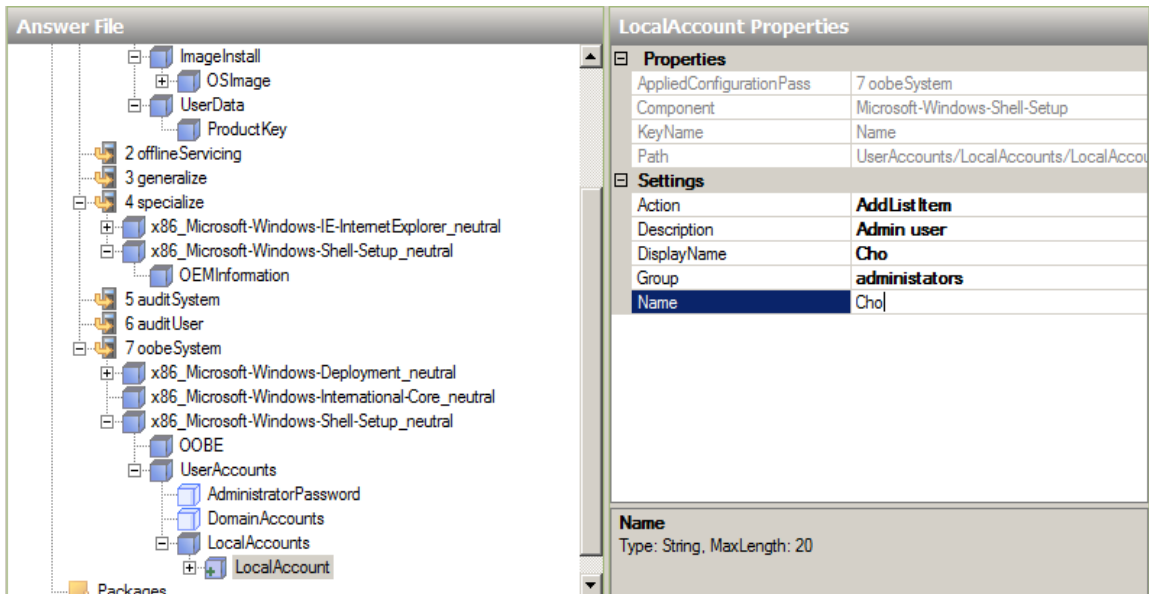 Answer File
ImageInstall
OSImage
UserData
ProductKey
2 offlineServicing
3 generalize
4 specialize
x86_Microsoft-Windows-IE-InternetExplorer_neutral
x86_Microsoft-Windows-Shell-Setup_neutral
OEMInformation
5 auditSystem
6 auditUser
7 oobeSystem
x86_Microsoft-Windows-Deployment_neutral
x86_Microsoft-Windows-International-Core_neutral
x86_Microsoft-Windows-Shell-Setup_neutral
OOBE
UserAccounts
AdministratorPassword
DomainAccounts
LocalAccounts
LocalAccount
Packages
LocalAccount Properties
Properties
AppliedConfigurationPass 7 oobeSystem
Component Microsoft-Windows-Shell-Setup
KeyName Name
Path UserAccounts/LocalAccounts/LocalAccou
Settings
Action AddListItem
Description Admin user
DisplayName Cho
Group administators
Name Cho
Name
Type: String, MaxLength: 20